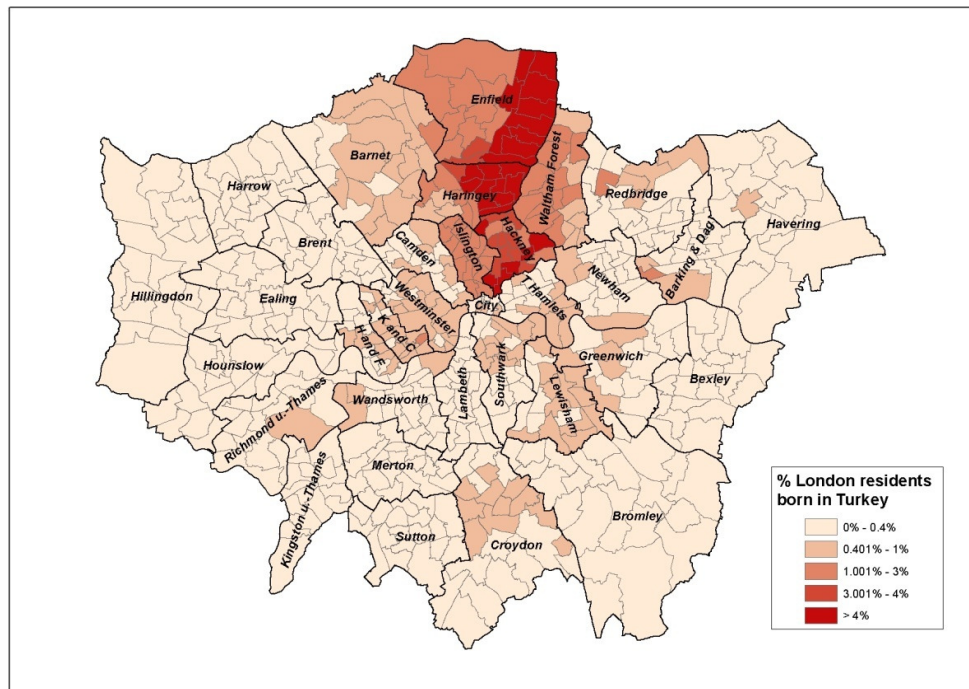 Enfield
Barnet
Harrow
Haringey
Waltham Forest
Redbridge
Havering
Hackney
Islington
Camden
Brent
Barking & Dag
Newham
Hillingdon
Ealing
Westminster
City
T Hamlets
K and C
H and F
Hounslow
Greenwich
Bexley
Richmond u.-Thames
Wandsworth
Lambeth
Southwark
Lewisham
Merton
Kingston u.-Thames
Sutton
Croydon
Bromley
% London residents
born in Turkey
0% - 0.4%
0.401% - 1%
1.001% - 3%
3.001% - 4%
> 4%